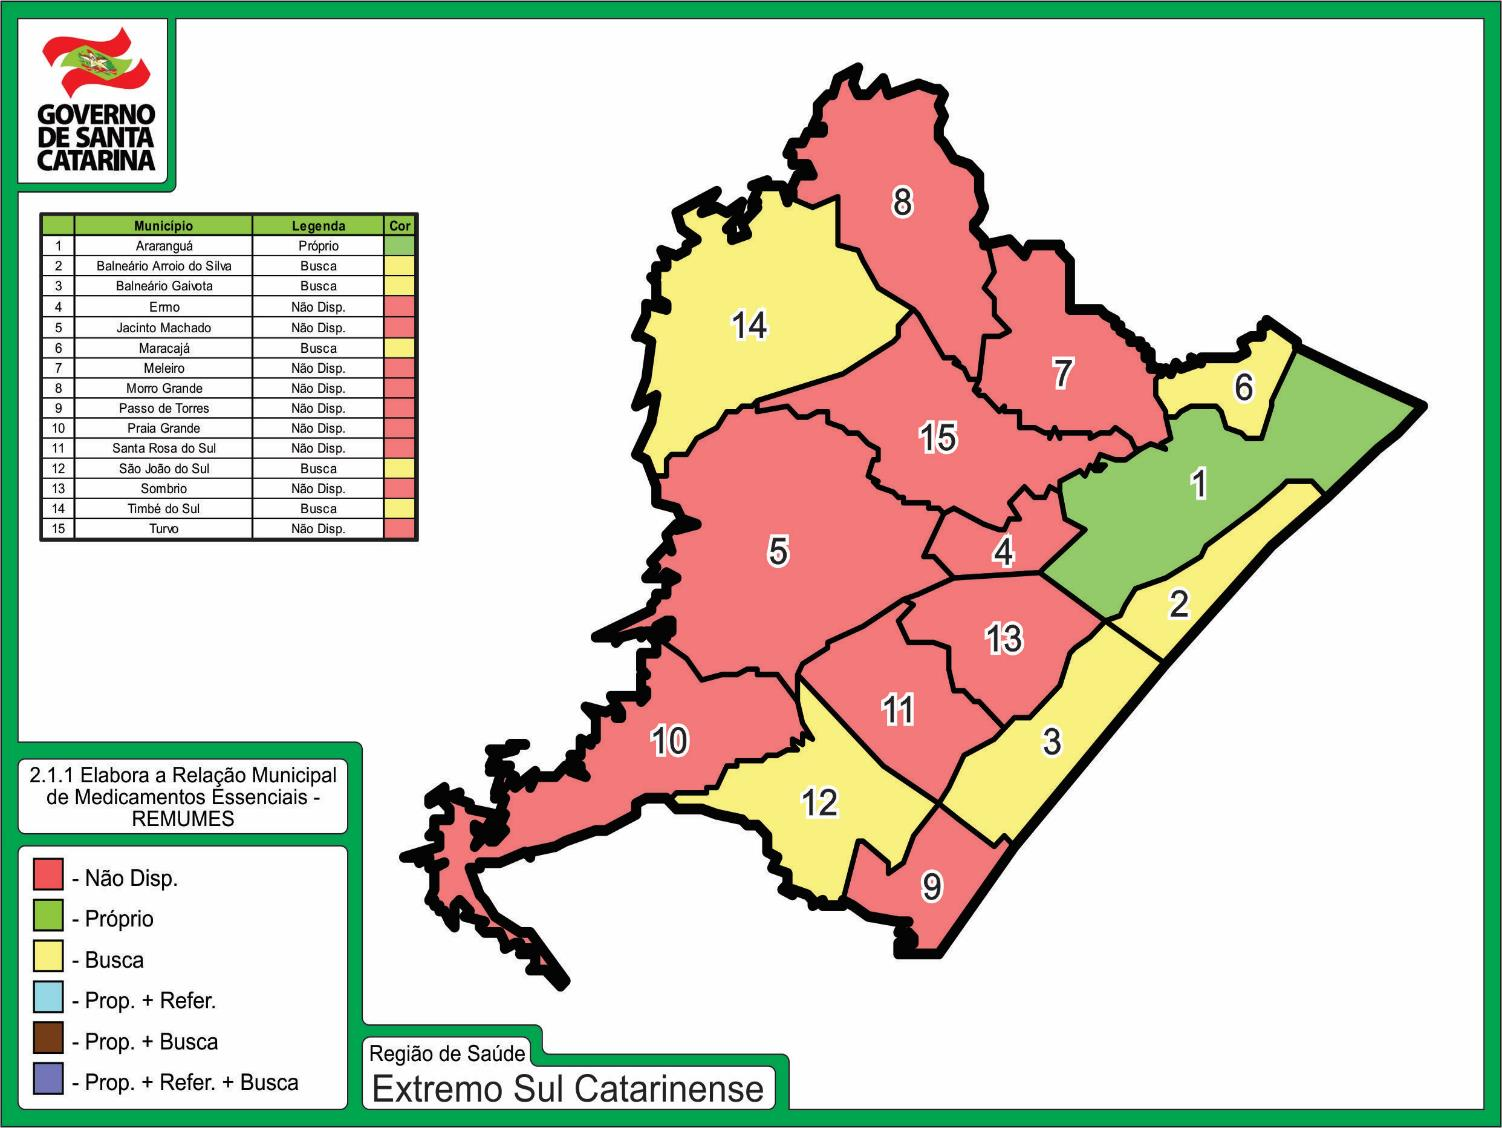 GOVERNO
DE SANTA
CATARINA
Município Legenda Cor
1 Araranguá Próprio
2 Balneário Arroio do Silva Busca
3 Balneário Gaivota Busca
4 Ermo Não Disp.
5 Jacinto Machado Não Disp.
6 Maracajá Busca
7 Meleiro Não Disp.
8 Morro Grande Não Disp.
9 Passo de Torres Não Disp.
10 Praia Grande Não Disp.
11 Santa Rosa do Sul Não Disp.
12 São João do Sul Busca
13 Sombrio Não Disp.
14 Timbé do Sul Busca
15 Turvo Não Disp.
8
14
7
6
15
1
5
4
2
13
11
10
3
12
9
2.1.1 Elabora a Relação Municipal
de Medicamentos Essenciais -
REMUMES
- Não Disp.
- Próprio
- Busca
- Prop. + Refer.
- Prop. + Busca
- Prop. + Refer. + Busca
Região de Saúde
Extremo Sul Catarinense